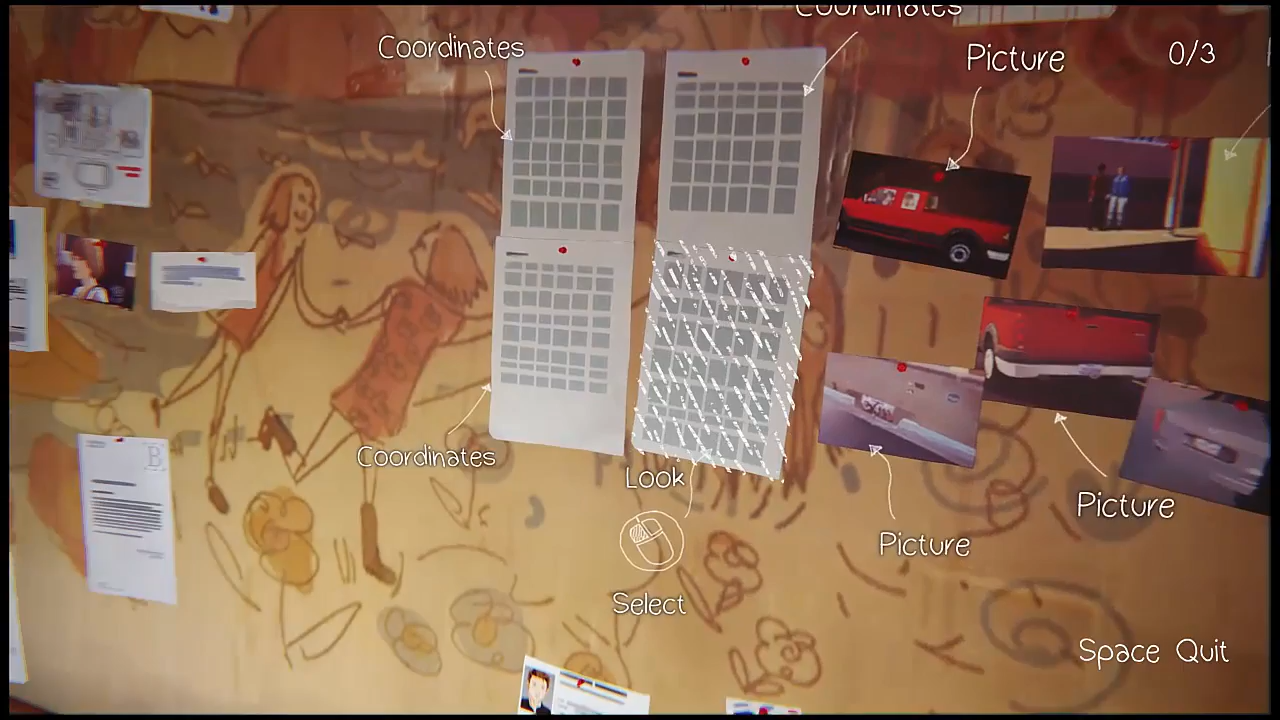 Coordinates
Coordinates
Picture
0/3
Coordinates
Look
Picture
Picture
Select
Space Quit
B